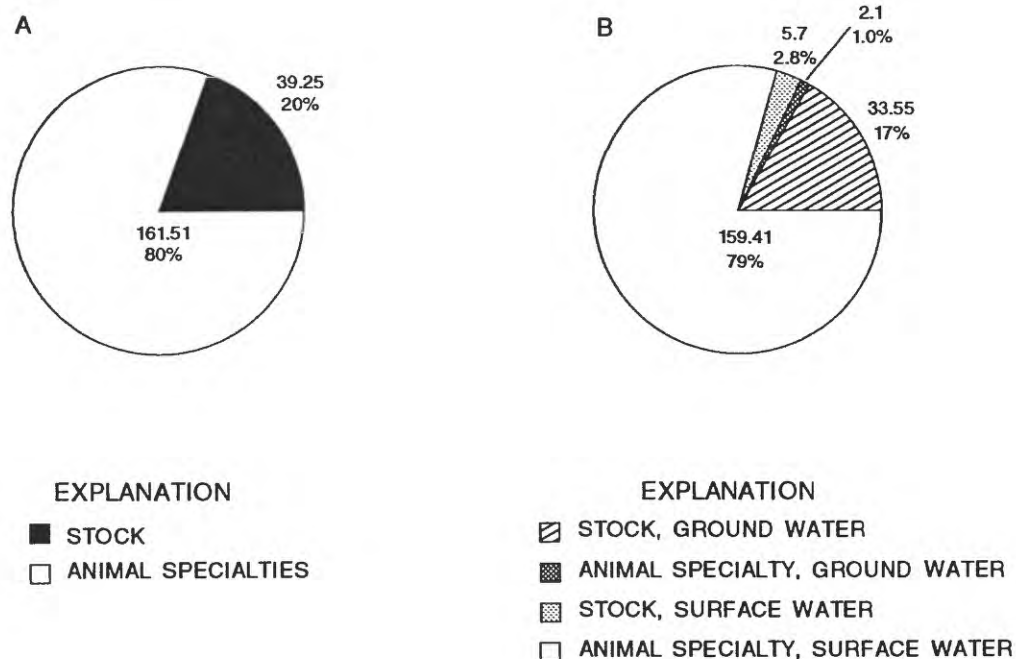 A
39.25
20%
161.51
80%
EXPLANATION
STOCK
ANIMAL SPECIALTIES
B
5.7
2.8%
2.1
1.0%
33.55
17%
159.41
79%
EXPLANATION
STOCK, GROUND WATER
ANIMAL SPECIALTY, GROUND WATER
STOCK, SURFACE WATER
ANIMAL SPECIALTY, SURFACE WATER